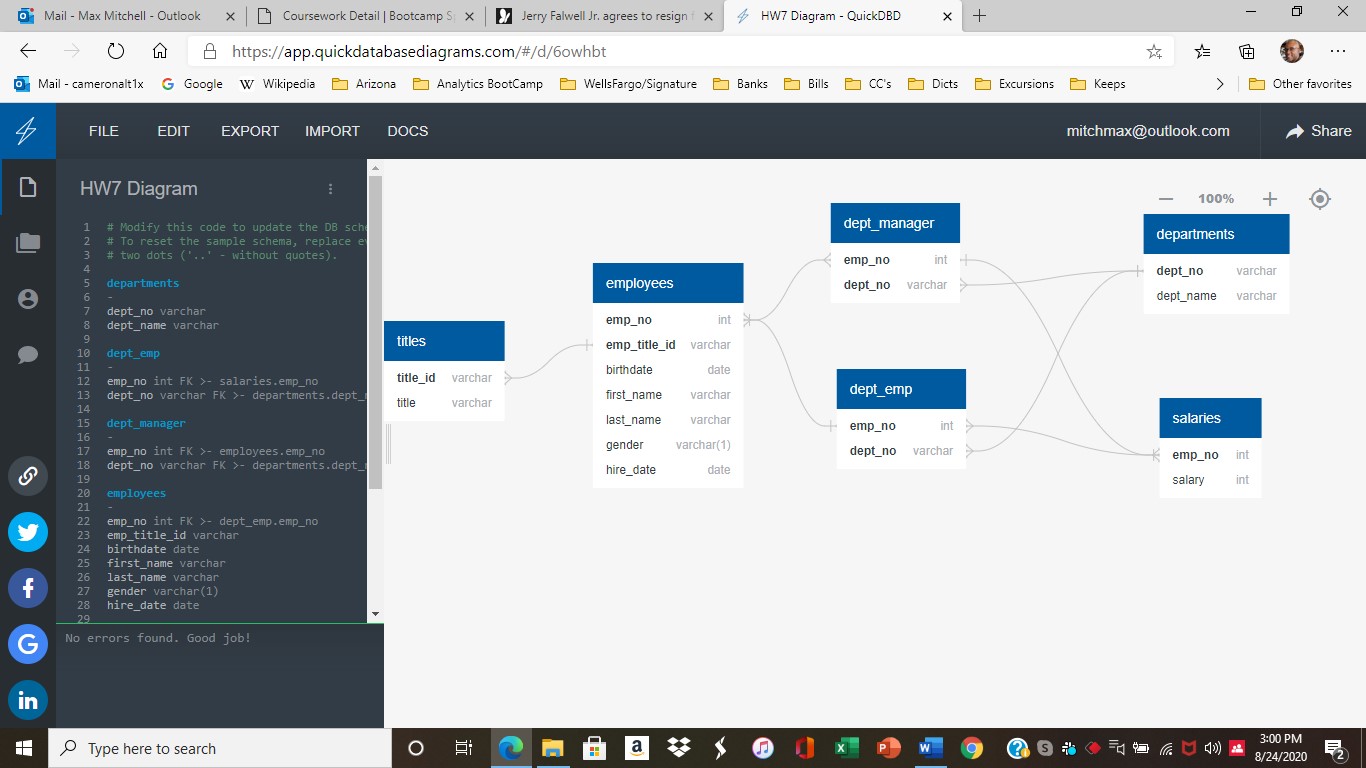 Mail - Max Mitchell - Outlook
Coursework Detail | Bootcamp Sp
Jerry Falwell Jr. agrees to resign f
HW7 Diagram - QuickDBD
https://app.quickdatabasediagrams.com/#/d/6owhbt
Mail - cameronalt1x
Google
Wikipedia
Arizona
Analytics BootCamp
WellsFargo/Signature
Banks
Bills
CC's
Dicts
Excursions
Keeps
Other favorites
FILE
EDIT
EXPORT
IMPORT
DOCS
mitchmax@outlook.com
Share
HW7 Diagram
1 # Modify this code to update the DB sche
2 # To reset the sample schema, replace ev
3 # two dots ('..' - without quotes).
4
5 departments
6 -
7 dept_no varchar
8 dept_name varchar
9
10 dept_emp
11 -
12 emp_no int FK >- salaries.emp_no
13 dept_no varchar FK >- departments.dept_n
14
15 dept_manager
16 -
17 emp_no int FK >- employees.emp_no
18 dept_no varchar FK >- departments.dept_n
19
20 employees
21 -
22 emp_no int FK >- dept_emp.emp_no
23 emp_title_id varchar
24 birthdate date
25 first_name varchar
26 last_name varchar
27 gender varchar(1)
28 hire_date date
29
No errors found. Good job!
100%
titles
title_id varchar
title varchar
employees
emp_no int
emp_title_id varchar
birthdate date
first_name varchar
last_name varchar
gender varchar(1)
hire_date date
dept_manager
emp_no int
dept_no varchar
dept_emp
emp_no int
dept_no varchar
departments
dept_no varchar
dept_name varchar
salaries
emp_no int
salary int
Type here to search
3:00 PM
8/24/2020
2